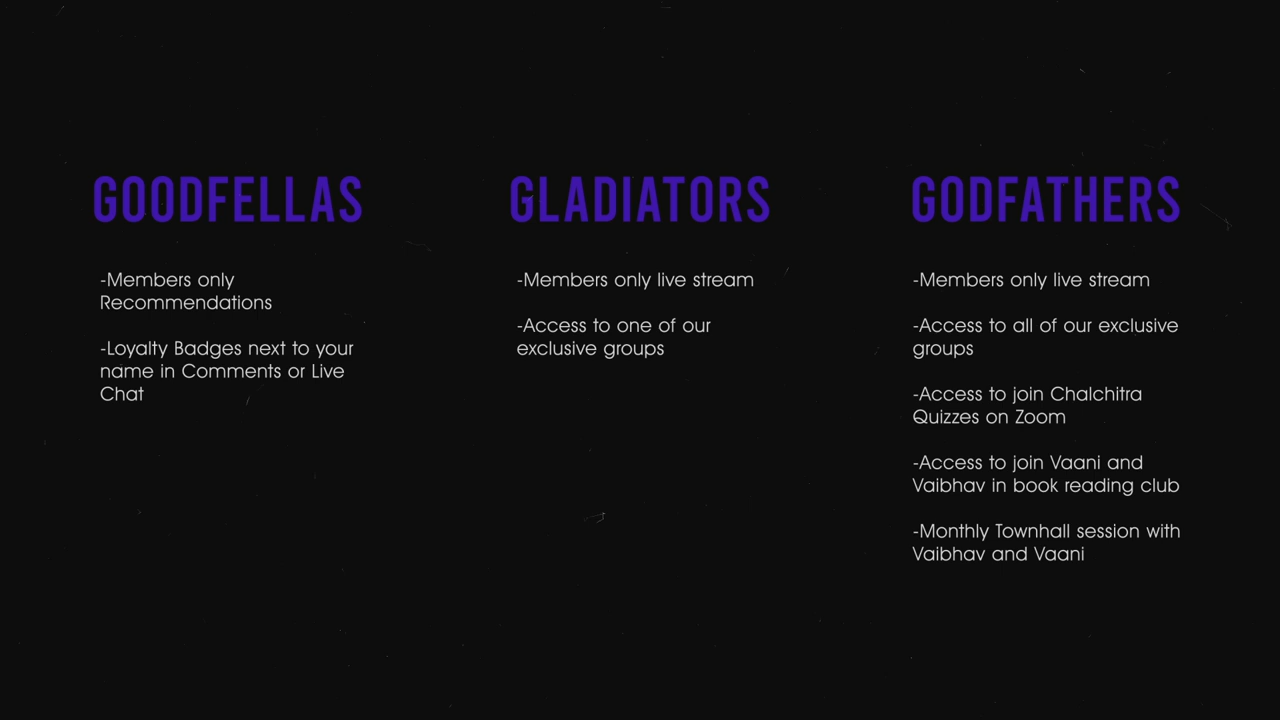 GOODFELLAS
-Members only
Recommendations
-Loyalty Badges next to your
name in Comments or Live
Chat
GLADIATORS
-Members only live stream
-Access to one of our
exclusive groups
GODFATHERS
-Members only live stream
-Access to all of our exclusive
groups
-Access to join Chalchitra
Quizzes on Zoom
-Access to join Vaani and
Vaibhav in book reading club
-Monthly Townhall session with
Vaibhav and Vaani